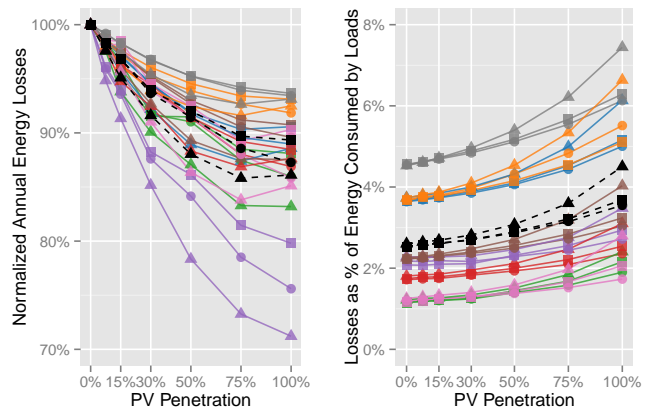 Normalized Annual Energy Losses
100%
90%
80%
70%
0% 15% 30% 50% 75% 100%
PV Penetration
Losses as % of Energy Consumed by Loads
8%
6%
4%
2%
0%
0% 15% 30% 50% 75% 100%
PV Penetration